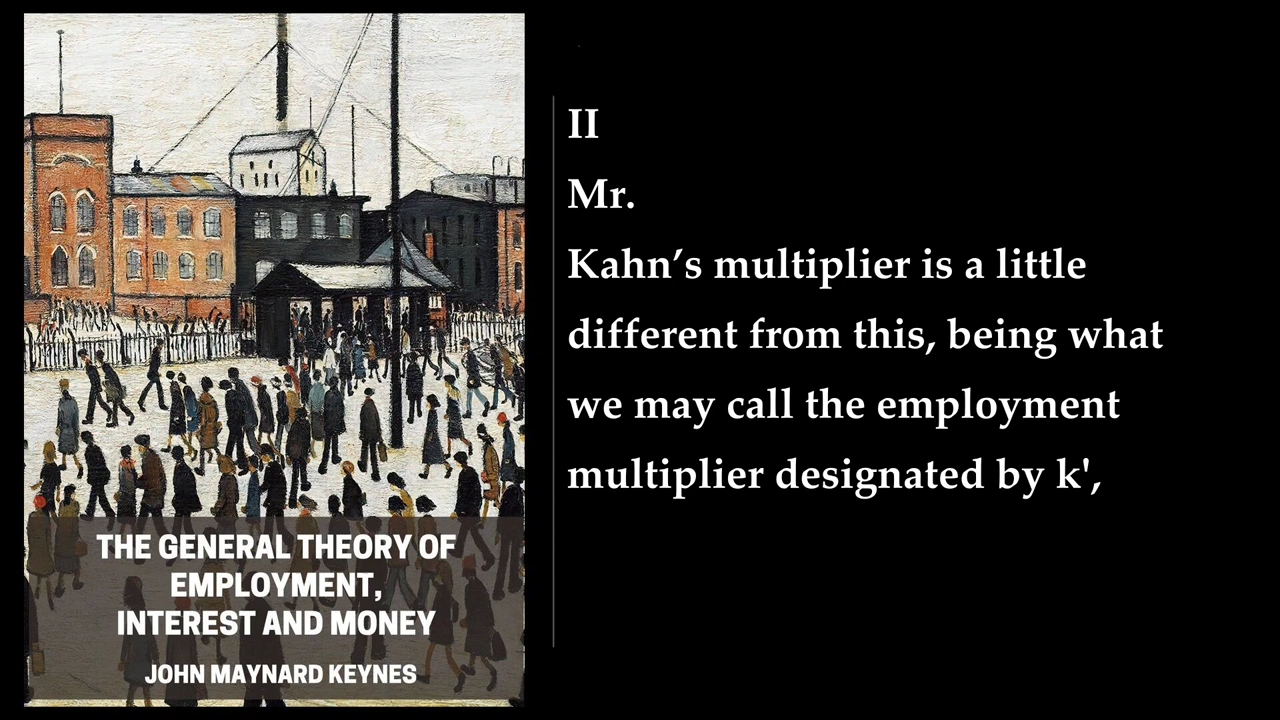 II
Mr.
Kahn’s multiplier is a little
different from this, being what
we may call the employment
multiplier designated by k',
THE GENERAL THEORY OF
EMPLOYMENT,
INTEREST AND MONEY
JOHN MAYNARD KEYNES